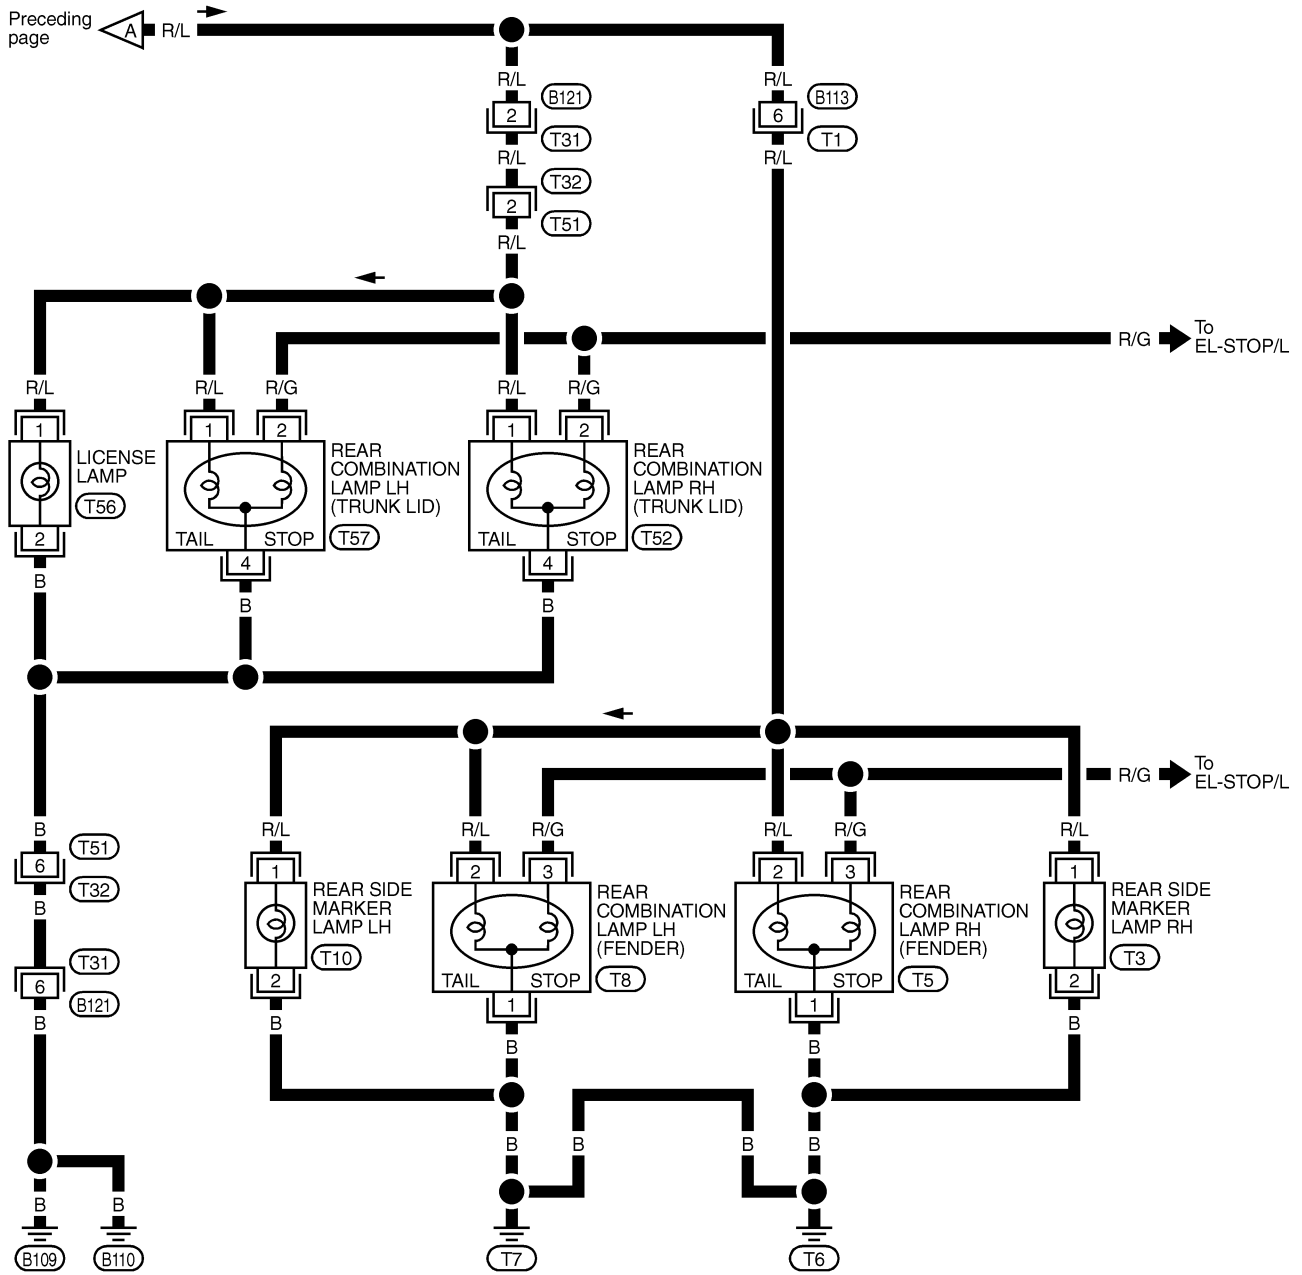 Preceding
page
A
R/L
R/L
R/L
2
B121
T31
6
B113
T1
R/L
R/L
T32
2
T51
R/L
R/G
To
EL-STOP/L
R/L
R/L
R/G
R/L
R/G
1
1
2
1
2
LICENSE
LAMP
T56
2
REAR
COMBINATION
LAMP LH
(TRUNK LID)
T57
TAIL
STOP
4
REAR
COMBINATION
LAMP RH
(TRUNK LID)
T52
TAIL
STOP
4
B
B
B
R/G
To
EL-STOP/L
B
R/L
R/L
R/G
R/L
R/G
R/L
T51
6
T32
B
T31
6
B121
B
1
2
3
2
3
1
REAR SIDE
MARKER
LAMP LH
T10
2
REAR
COMBINATION
LAMP LH
(FENDER)
T8
TAIL
STOP
1
REAR
COMBINATION
LAMP RH
(FENDER)
T5
TAIL
STOP
1
REAR SIDE
MARKER
LAMP RH
T3
2
B
B
B
B
B
B
B
B
B
B
B109
B110
T7
T6